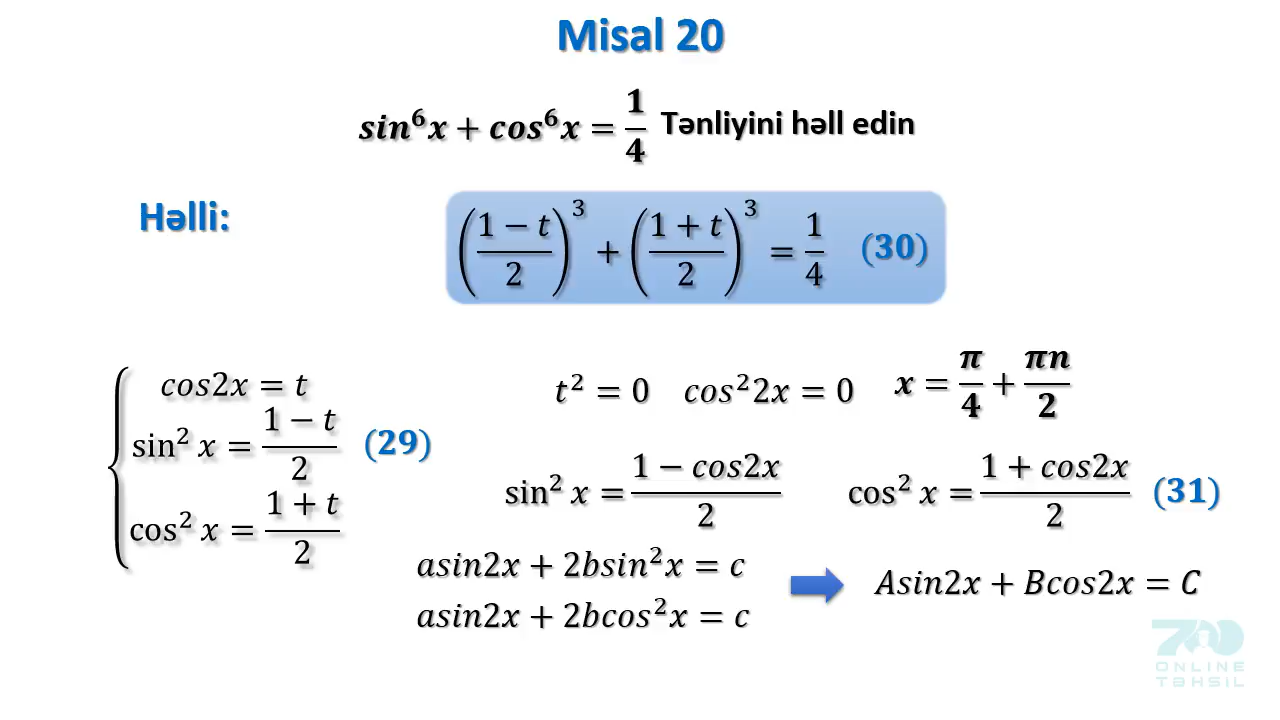 Misal 20
sin⁶x + cos⁶x = 1/4 Tənliyini həll edin
Həlli:
((1 − t)/2)³ + ((1 + t)/2)³ = 1/4 (30)
cos2x = t
sin² x = (1 − t)/2 (29)
cos² x = (1 + t)/2
t² = 0 cos²2x = 0 x = π/4 + πn/2
sin² x = (1 − cos2x)/2 cos² x = (1 + cos2x)/2 (31)
asin2x + 2bsin²x = c
asin2x + 2bcos²x = c
Asin2x + Bcos2x = C
700
ONLINE
TƏHSİL